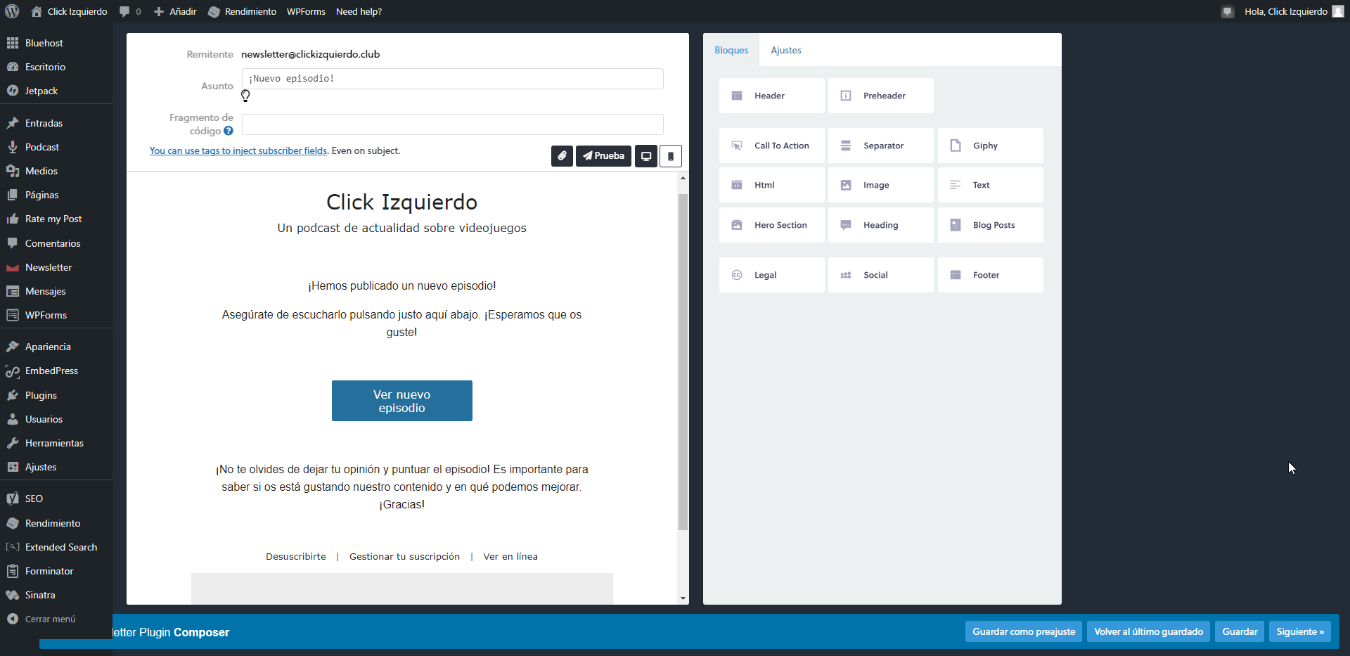 Click Izquierdo
0
Añadir
Rendimiento
WPForms
Need help?
Hola, Click Izquierdo
Bluehost
Escritorio
Jetpack
Entradas
Podcast
Medios
Páginas
Rate my Post
Comentarios
Newsletter
Mensajes
WPForms
Apariencia
EmbedPress
Plugins
Usuarios
Herramientas
Ajustes
SEO
Rendimiento
Extended Search
Forminator
Sinatra
Cerrar menú
Remitente newsletter@clickizquierdo.club
Asunto ¡Nuevo episodio!
Fragmento de
código ?
You can use tags to inject subscriber fields. Even on subject.
Prueba
Click Izquierdo
Un podcast de actualidad sobre videojuegos
¡Hemos publicado un nuevo episodio!
Asegúrate de escucharlo pulsando justo aquí abajo. ¡Esperamos que os
guste!
Ver nuevo
episodio
¡No te olvides de dejar tu opinión y puntuar el episodio! Es importante para
saber si os está gustando nuestro contenido y en qué podemos mejorar.
¡Gracias!
Desuscribirte | Gestionar tu suscripción | Ver en línea
Bloques Ajustes
Header Preheader
Call To Action Separator Giphy
Html Image Text
Hero Section Heading Blog Posts
Legal Social Footer
letter Plugin Composer
Guardar como preajuste Volver al último guardado Guardar Siguiente »